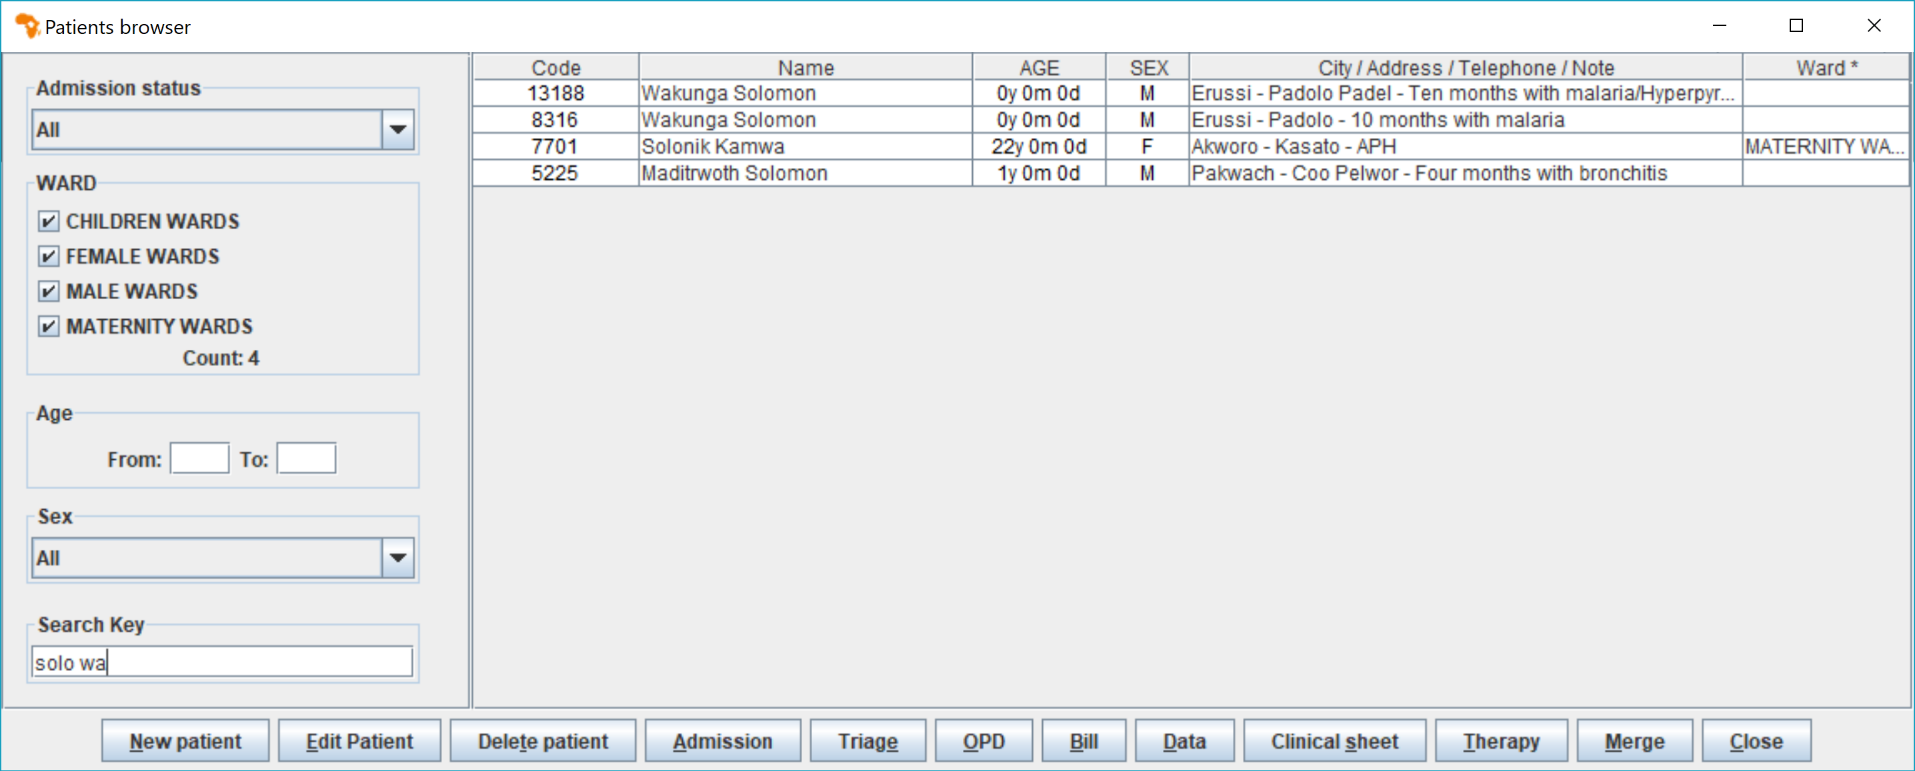 Patients browser
Admission status
All
WARD
CHILDREN WARDS
FEMALE WARDS
MALE WARDS
MATERNITY WARDS
Count: 4
Age
From: To:
Sex
All
Search Key
solo wa
Code Name AGE SEX City / Address / Telephone / Note Ward *
13188 Wakunga Solomon 0y 0m 0d M Erussi - Padolo Padel - Ten months with malaria/Hyperpyr...
8316 Wakunga Solomon 0y 0m 0d M Erussi - Padolo - 10 months with malaria
7701 Solonik Kamwa 22y 0m 0d F Akworo - Kasato - APH MATERNITY WA...
5225 Maditrwoth Solomon 1y 0m 0d M Pakwach - Coo Pelwor - Four months with bronchitis
New patient Edit Patient Delete patient Admission Triage OPD Bill Data Clinical sheet Therapy Merge Close